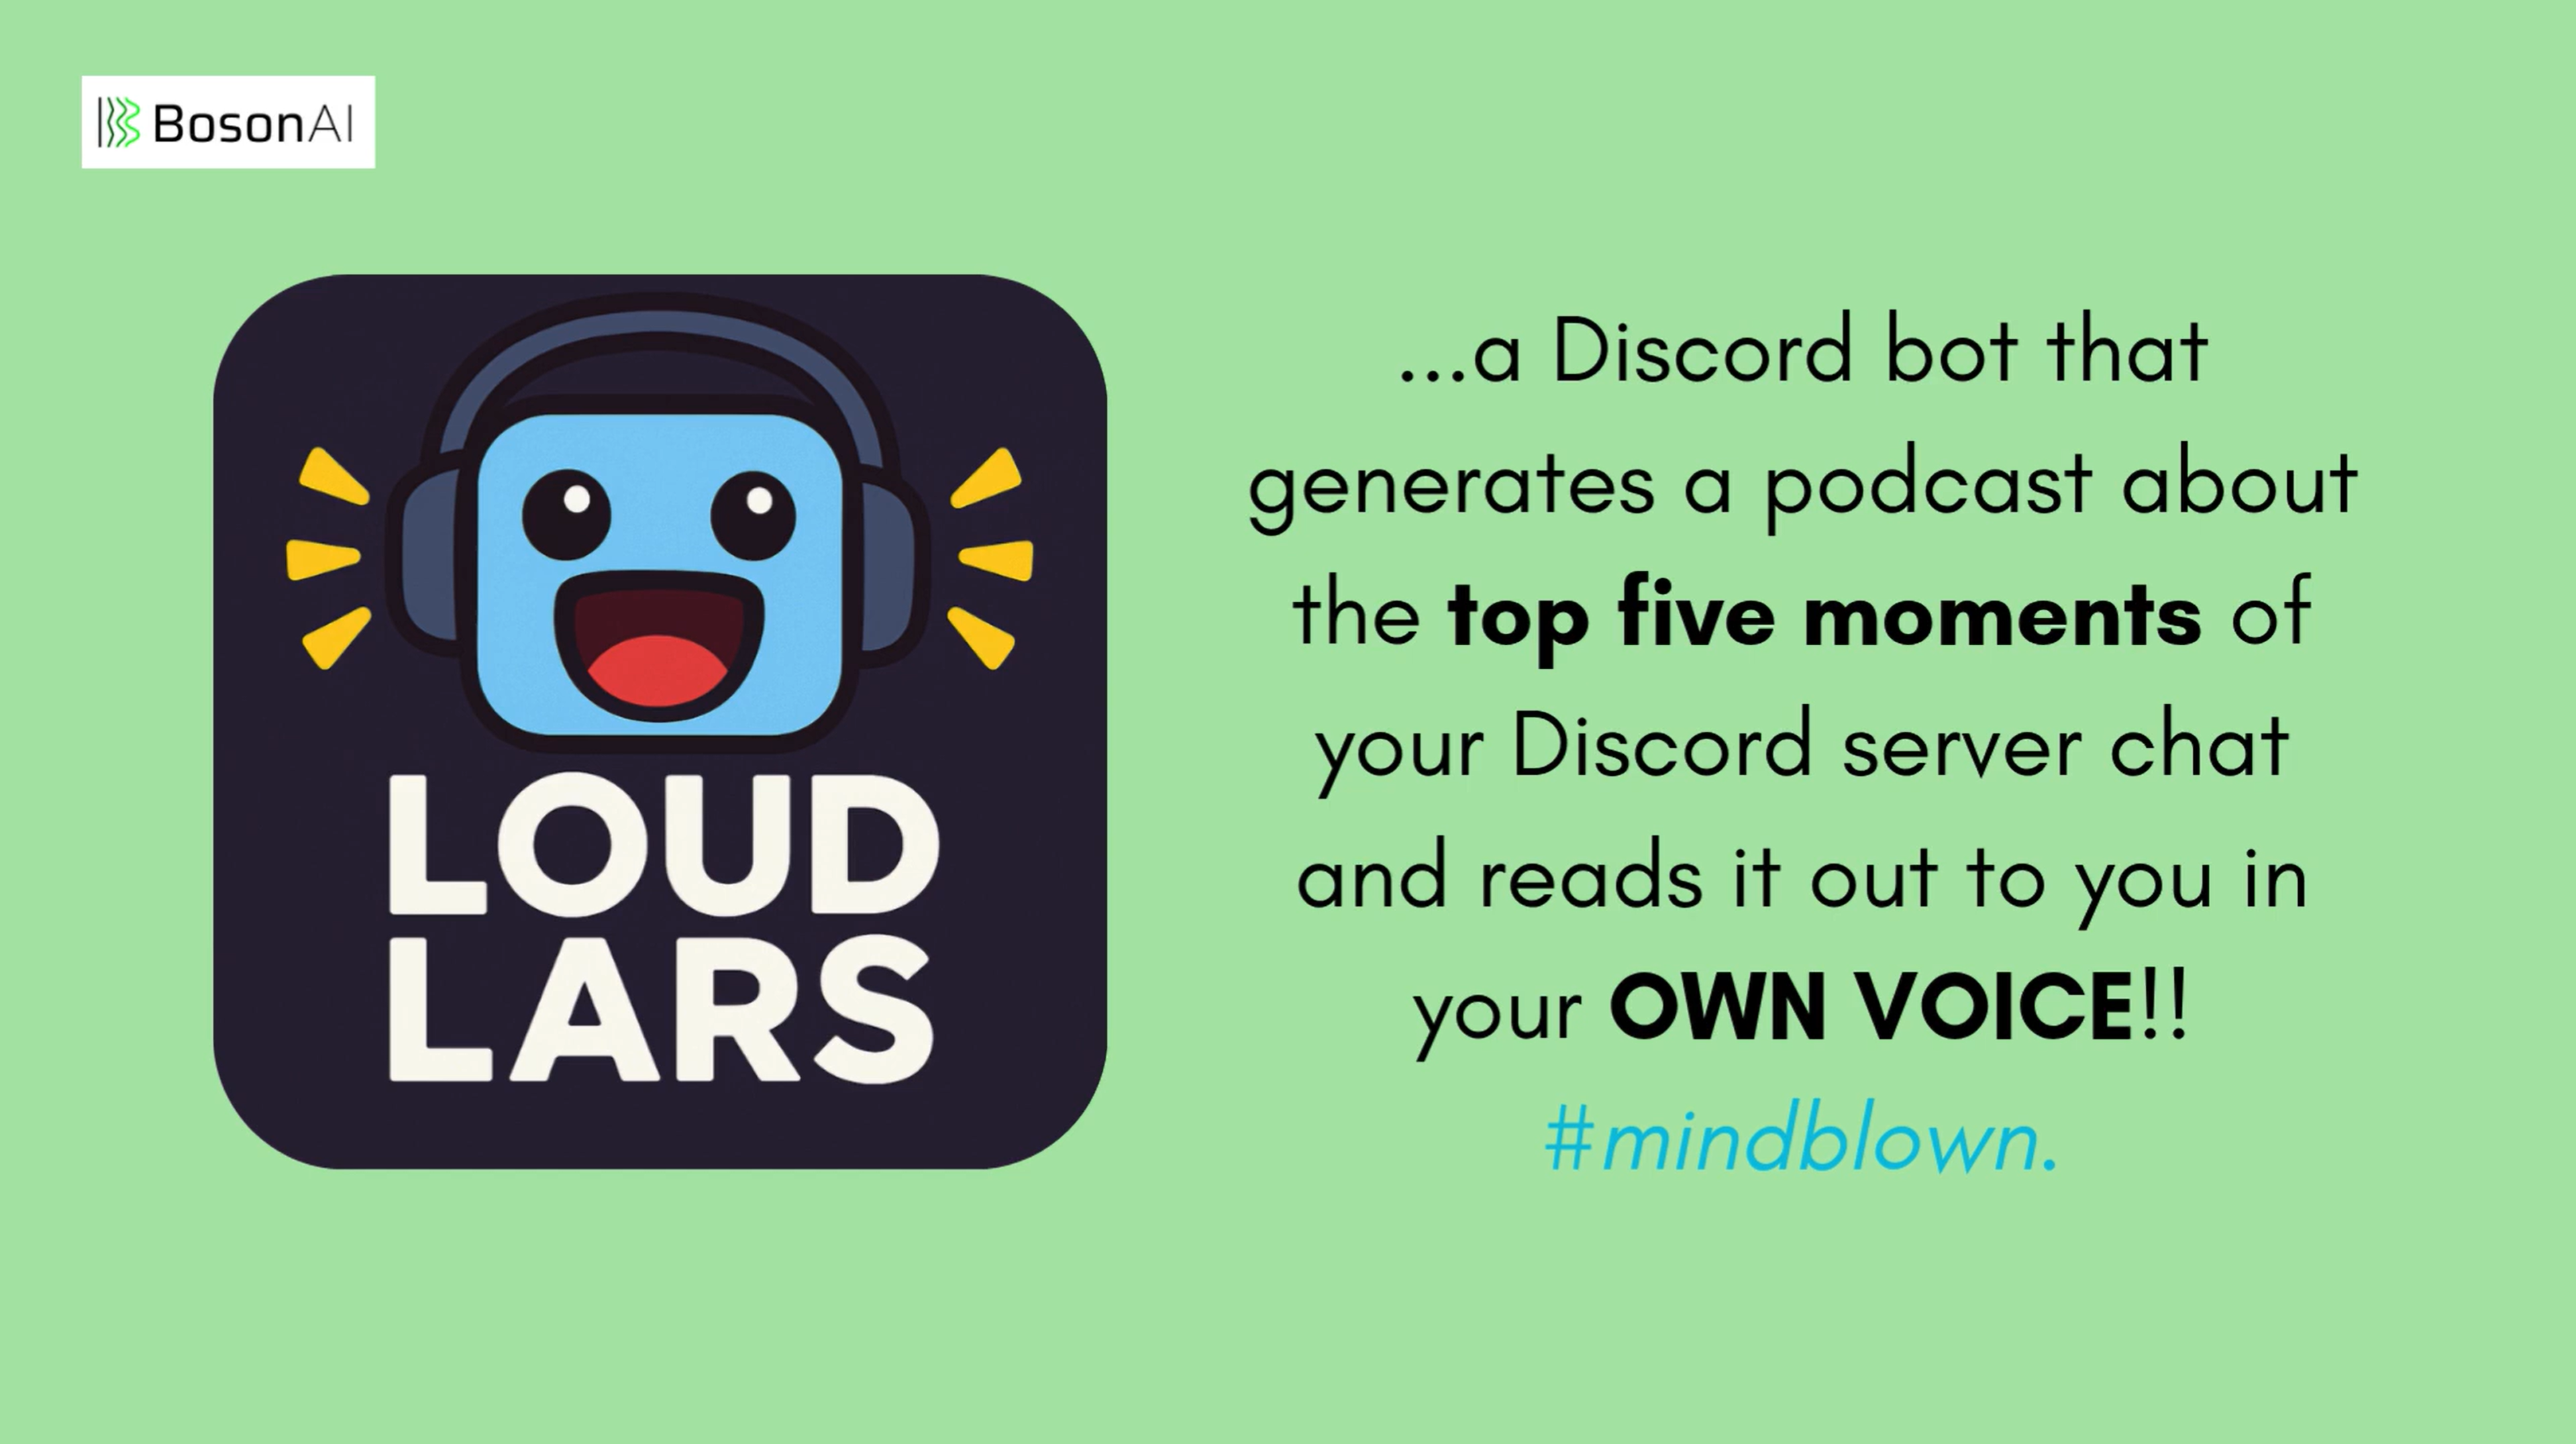 BosonAI
LOUD
LARS
...a Discord bot that
generates a podcast about
the top five moments of
your Discord server chat
and reads it out to you in
your OWN VOICE!!
#mindblown.